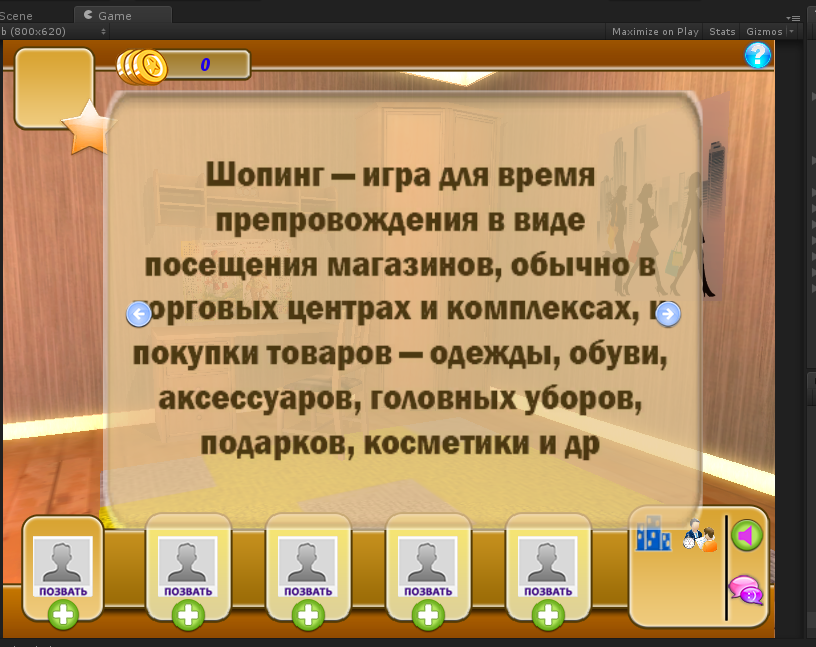 Scene
Game
b (800x620)
Maximize on Play
Stats
Gizmos
0
?
Шопинг — игра для время
препровождения в виде
посещения магазинов, обычно в
орговых центрах и комплексах, и
покупки товаров — одежды, обуви,
аксессуаров, головных уборов,
подарков, косметики и др
ПОЗВАТЬ
ПОЗВАТЬ
ПОЗВАТЬ
ПОЗВАТЬ
ПОЗВАТЬ